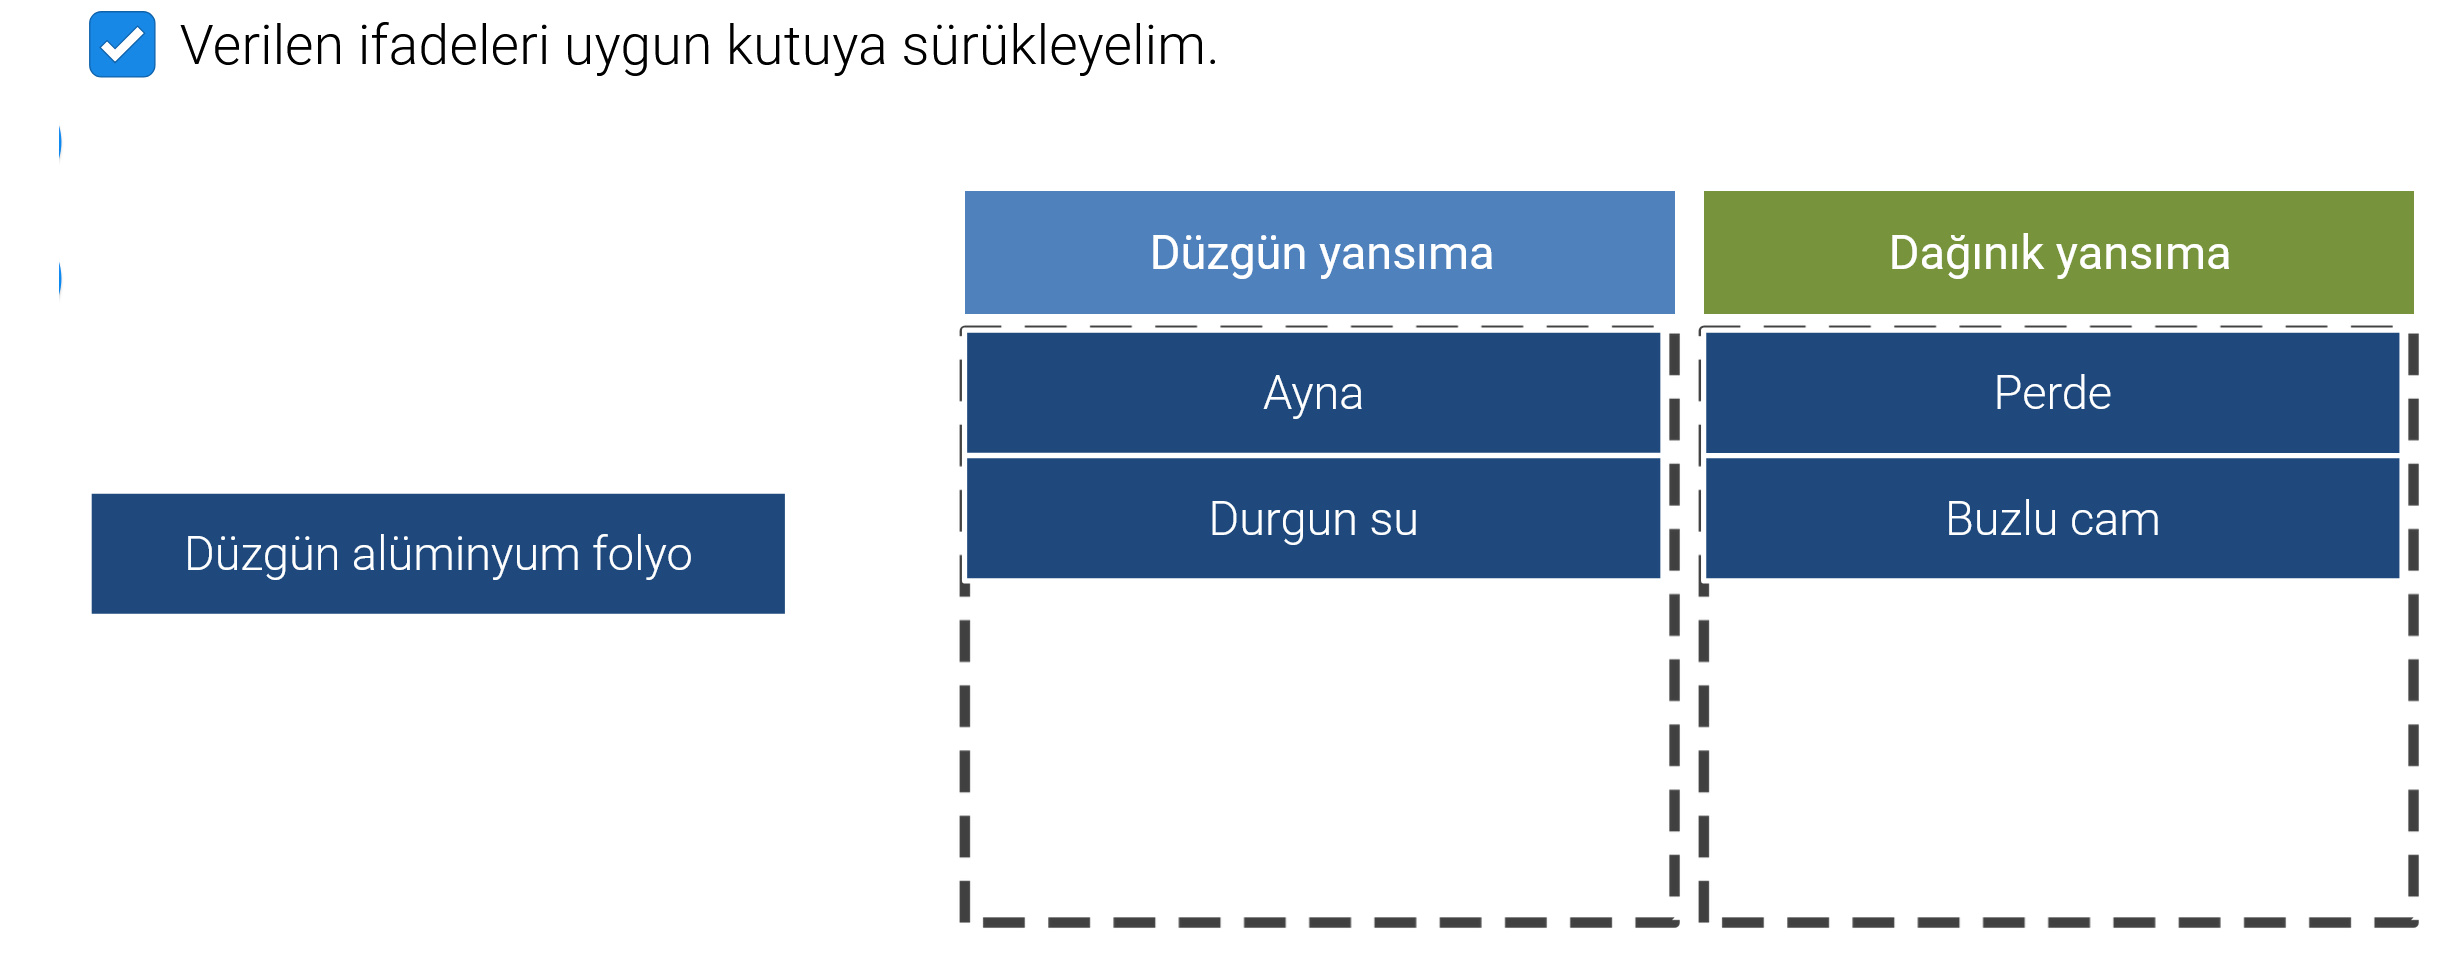 Verilen ifadeleri uygun kutuya sürükleyelim.
Düzgün yansıma
Dağınık yansıma
Ayna
Perde
Durgun su
Buzlu cam
Düzgün alüminyum folyo